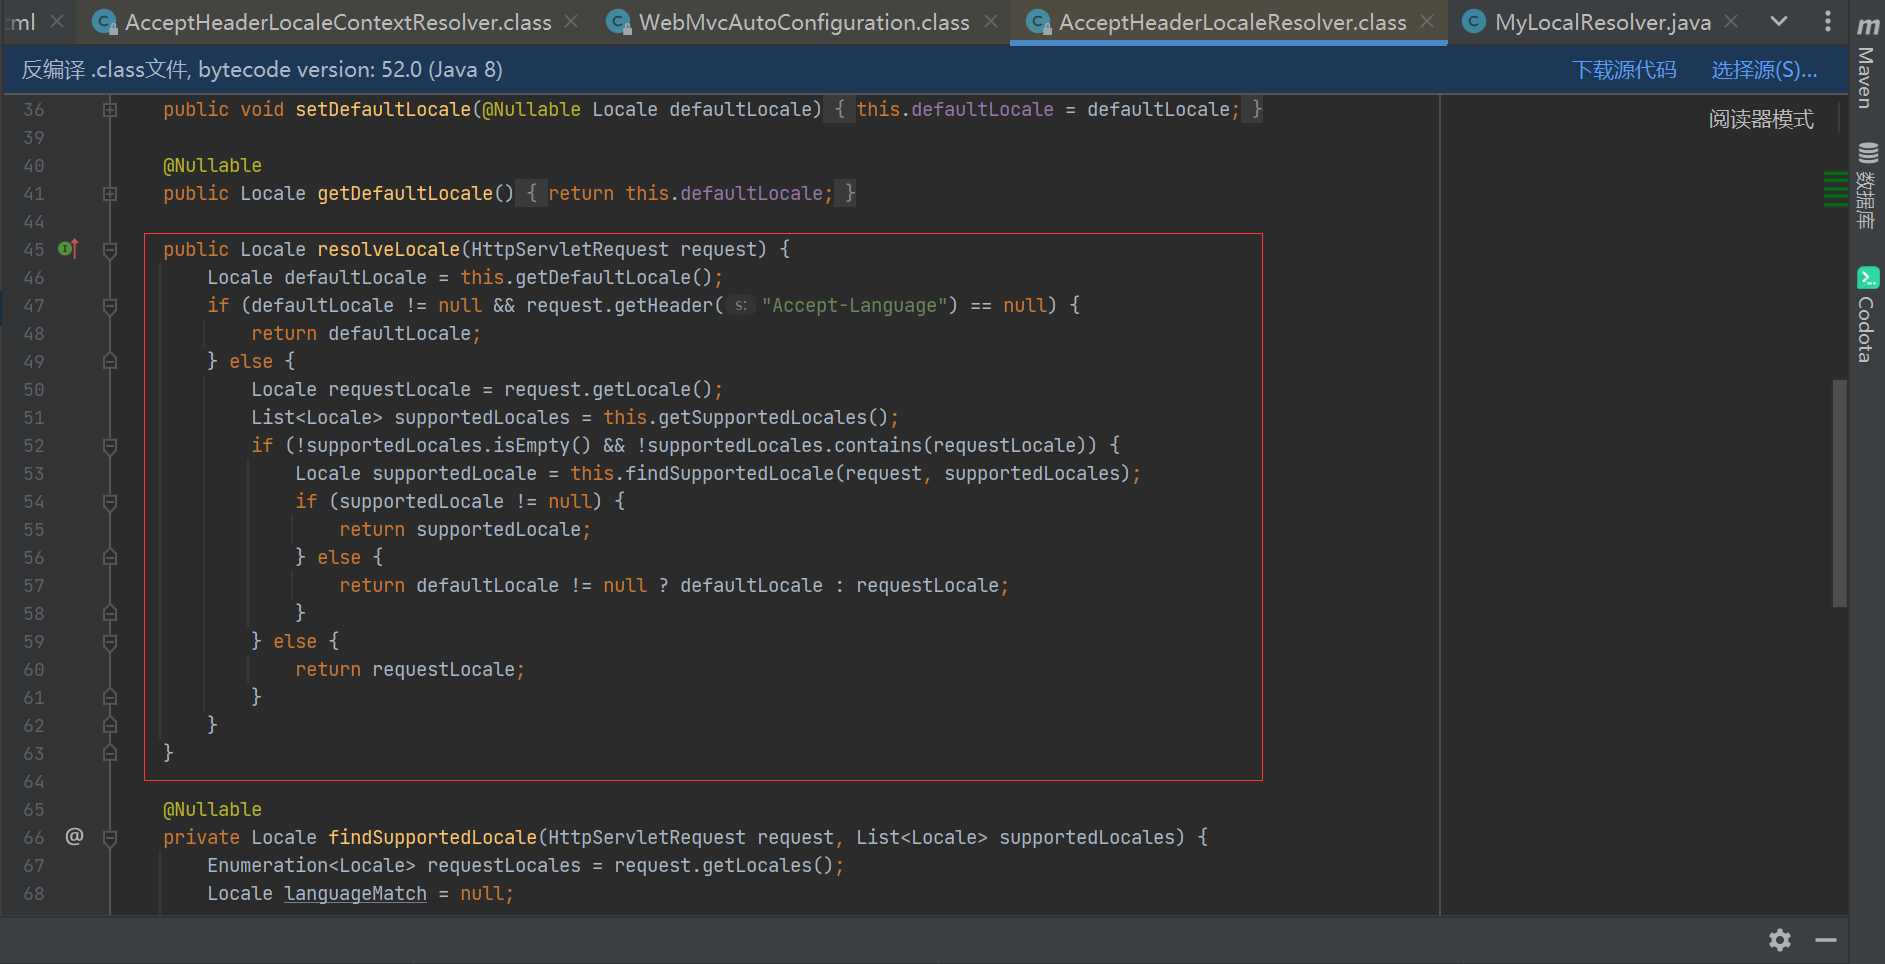 ml AcceptHeaderLocaleContextResolver.class WebMvcAutoConfiguration.class AcceptHeaderLocaleResolver.class MyLocalResolver.java
反编译 .class文件, bytecode version: 52.0 (Java 8) 下载源代码 选择源(S)...
阅读器模式
36 public void setDefaultLocale(@Nullable Locale defaultLocale) { this.defaultLocale = defaultLocale; }
39
40 @Nullable
41 public Locale getDefaultLocale() { return this.defaultLocale; }
44
45 public Locale resolveLocale(HttpServletRequest request) {
46 Locale defaultLocale = this.getDefaultLocale();
47 if (defaultLocale != null && request.getHeader( s: "Accept-Language") == null) {
48 return defaultLocale;
49 } else {
50 Locale requestLocale = request.getLocale();
51 List<Locale> supportedLocales = this.getSupportedLocales();
52 if (!supportedLocales.isEmpty() && !supportedLocales.contains(requestLocale)) {
53 Locale supportedLocale = this.findSupportedLocale(request, supportedLocales);
54 if (supportedLocale != null) {
55 return supportedLocale;
56 } else {
57 return defaultLocale != null ? defaultLocale : requestLocale;
58 }
59 } else {
60 return requestLocale;
61 }
62 }
63 }
64
65 @Nullable
66 @ private Locale findSupportedLocale(HttpServletRequest request, List<Locale> supportedLocales) {
67 Enumeration<Locale> requestLocales = request.getLocales();
68 Locale languageMatch = null;
m Maven
数据库
Codota